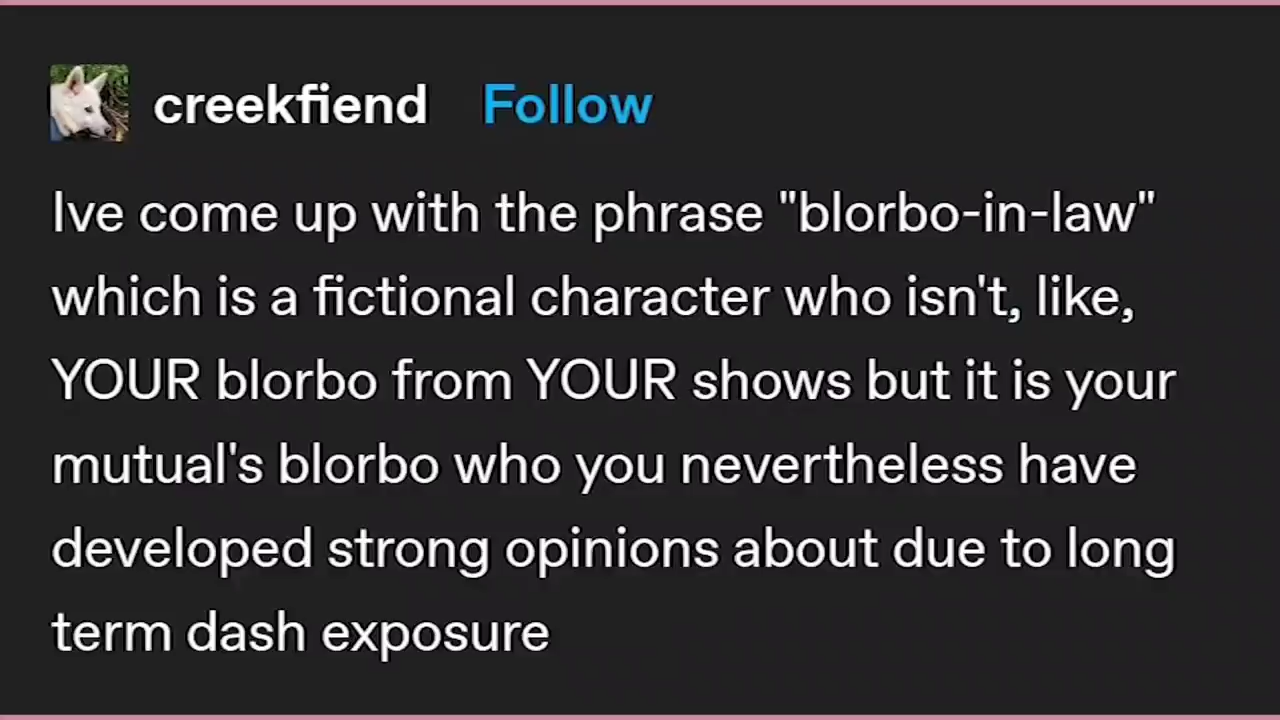 creekfiend Follow
Ive come up with the phrase "blorbo-in-law"
which is a fictional character who isn't, like,
YOUR blorbo from YOUR shows but it is your
mutual's blorbo who you nevertheless have
developed strong opinions about due to long
term dash exposure